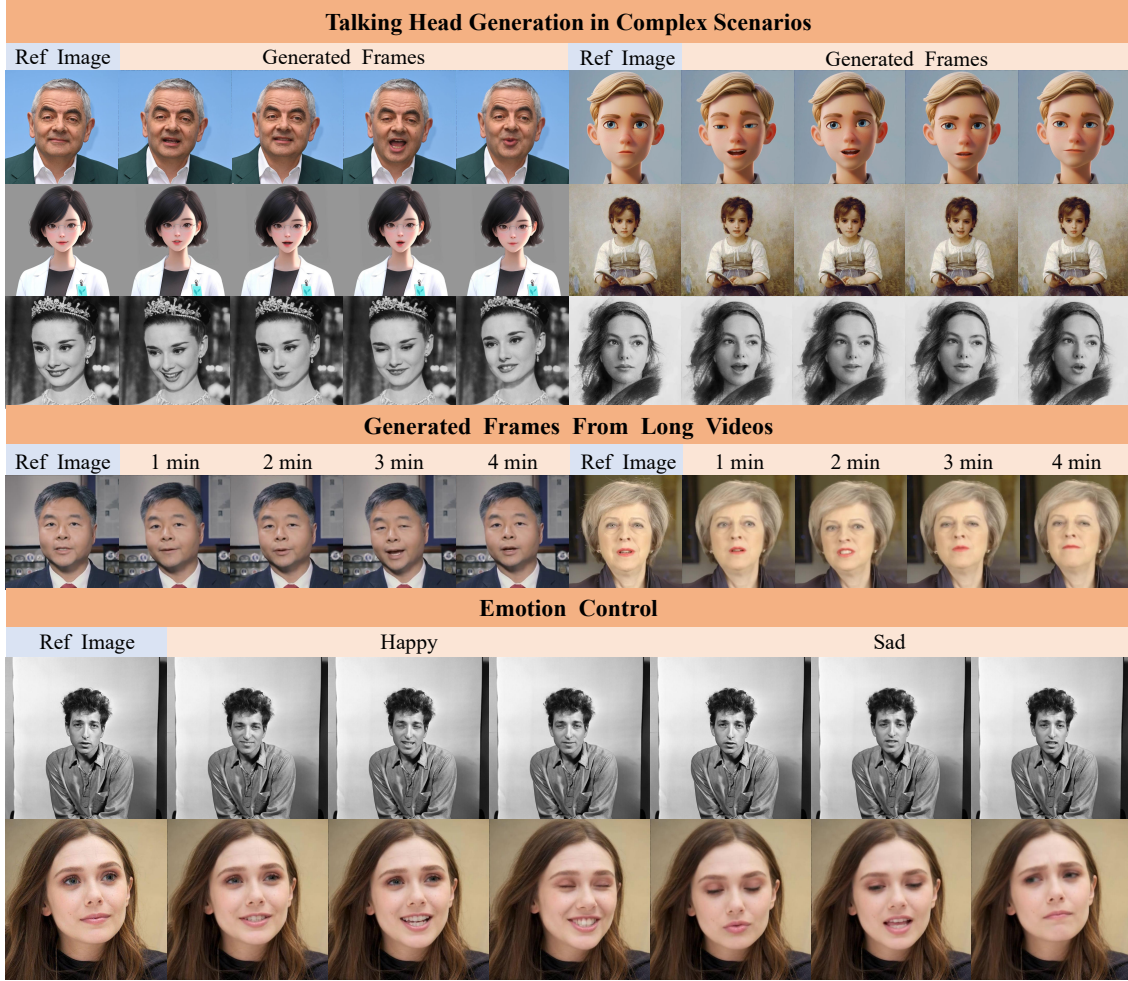 Talking Head Generation in Complex Scenarios
Ref Image Generated Frames Ref Image Generated Frames
Generated Frames From Long Videos
Ref Image 1 min 2 min 3 min 4 min Ref Image 1 min 2 min 3 min 4 min
Emotion Control
Ref Image Happy Sad